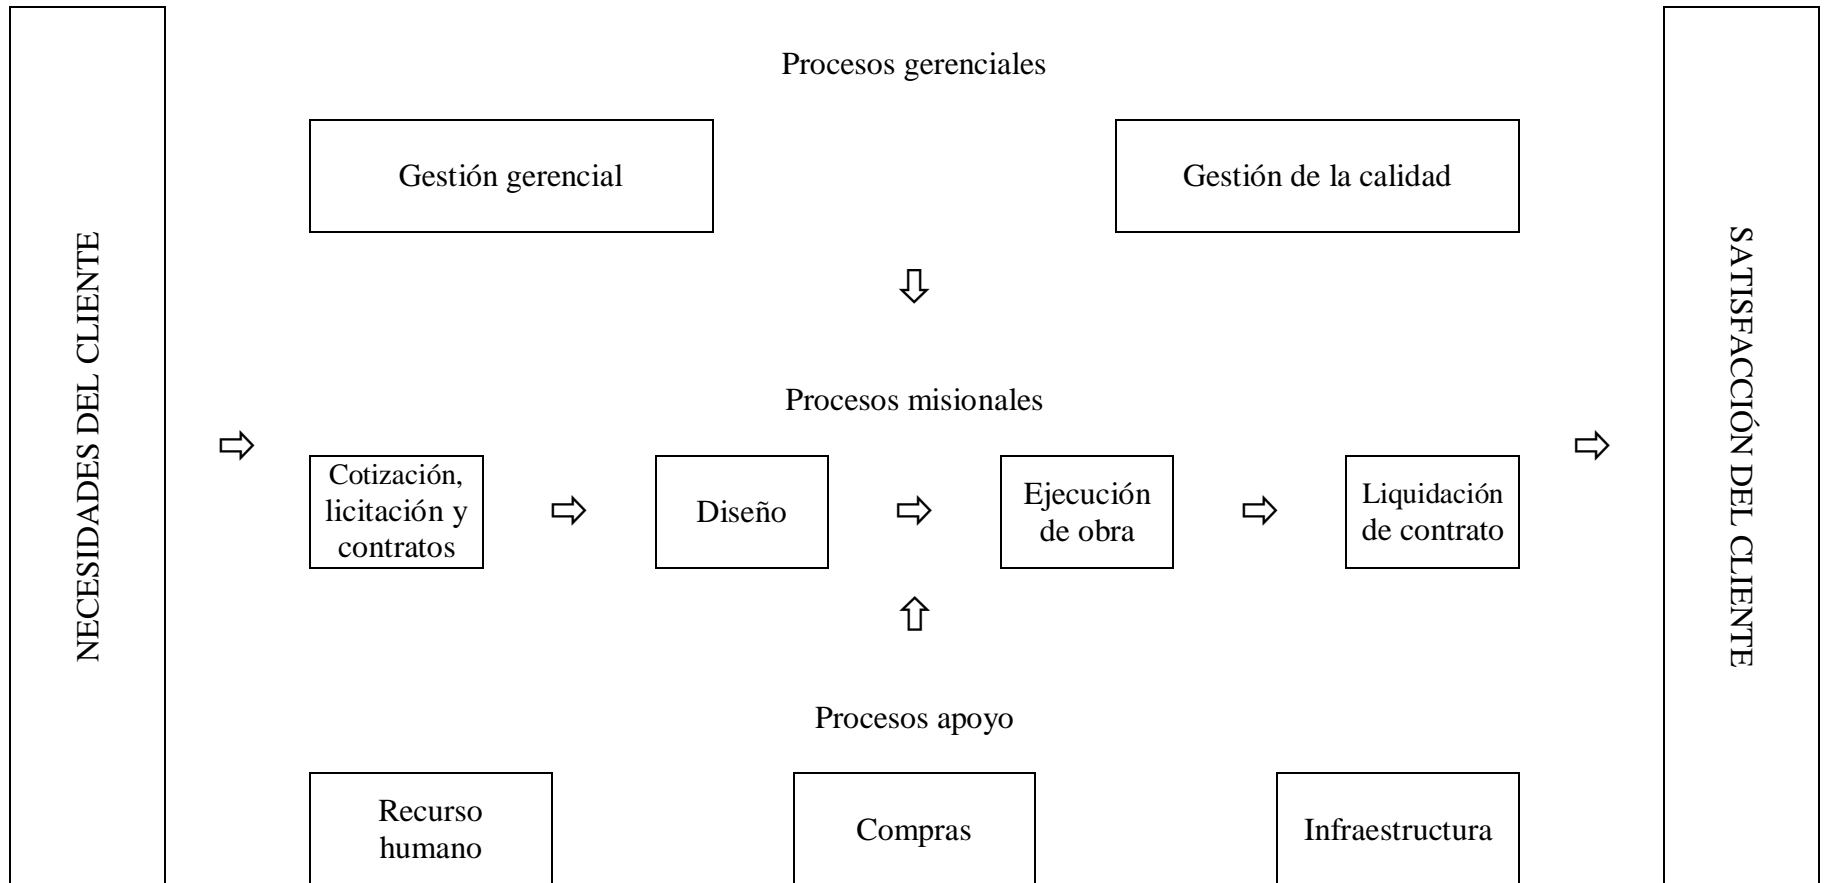 NECESIDADES DEL CLIENTE
Procesos gerenciales
Gestión gerencial
Gestión de la calidad
Procesos misionales
Cotización,
licitación y
contratos
Diseño
Ejecución
de obra
Liquidación
de contrato
Procesos apoyo
Recurso
humano
Compras
Infraestructura
SATISFACCIÓN DEL CLIENTE